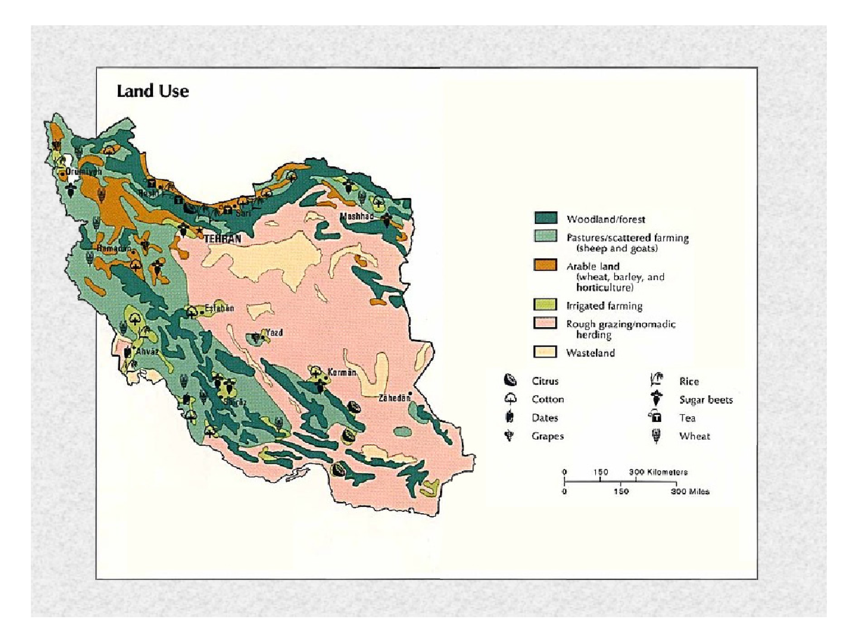 Land Use
Orumiyeh
Rasht
Sari
Mashhad
TEHRAN
Hamadan
Esfahan
Yazd
Ahvaz
Kerman
Shiraz
Zahedan
Woodland/forest
Pastures/scattered farming
(sheep and goats)
Arable land
(wheat, barley, and
horticulture)
Irrigated farming
Rough grazing/nomadic
herding
Wasteland
Citrus
Rice
Cotton
Sugar beets
Dates
Tea
Grapes
Wheat
0 150 300 Kilometers
0 150 300 Miles